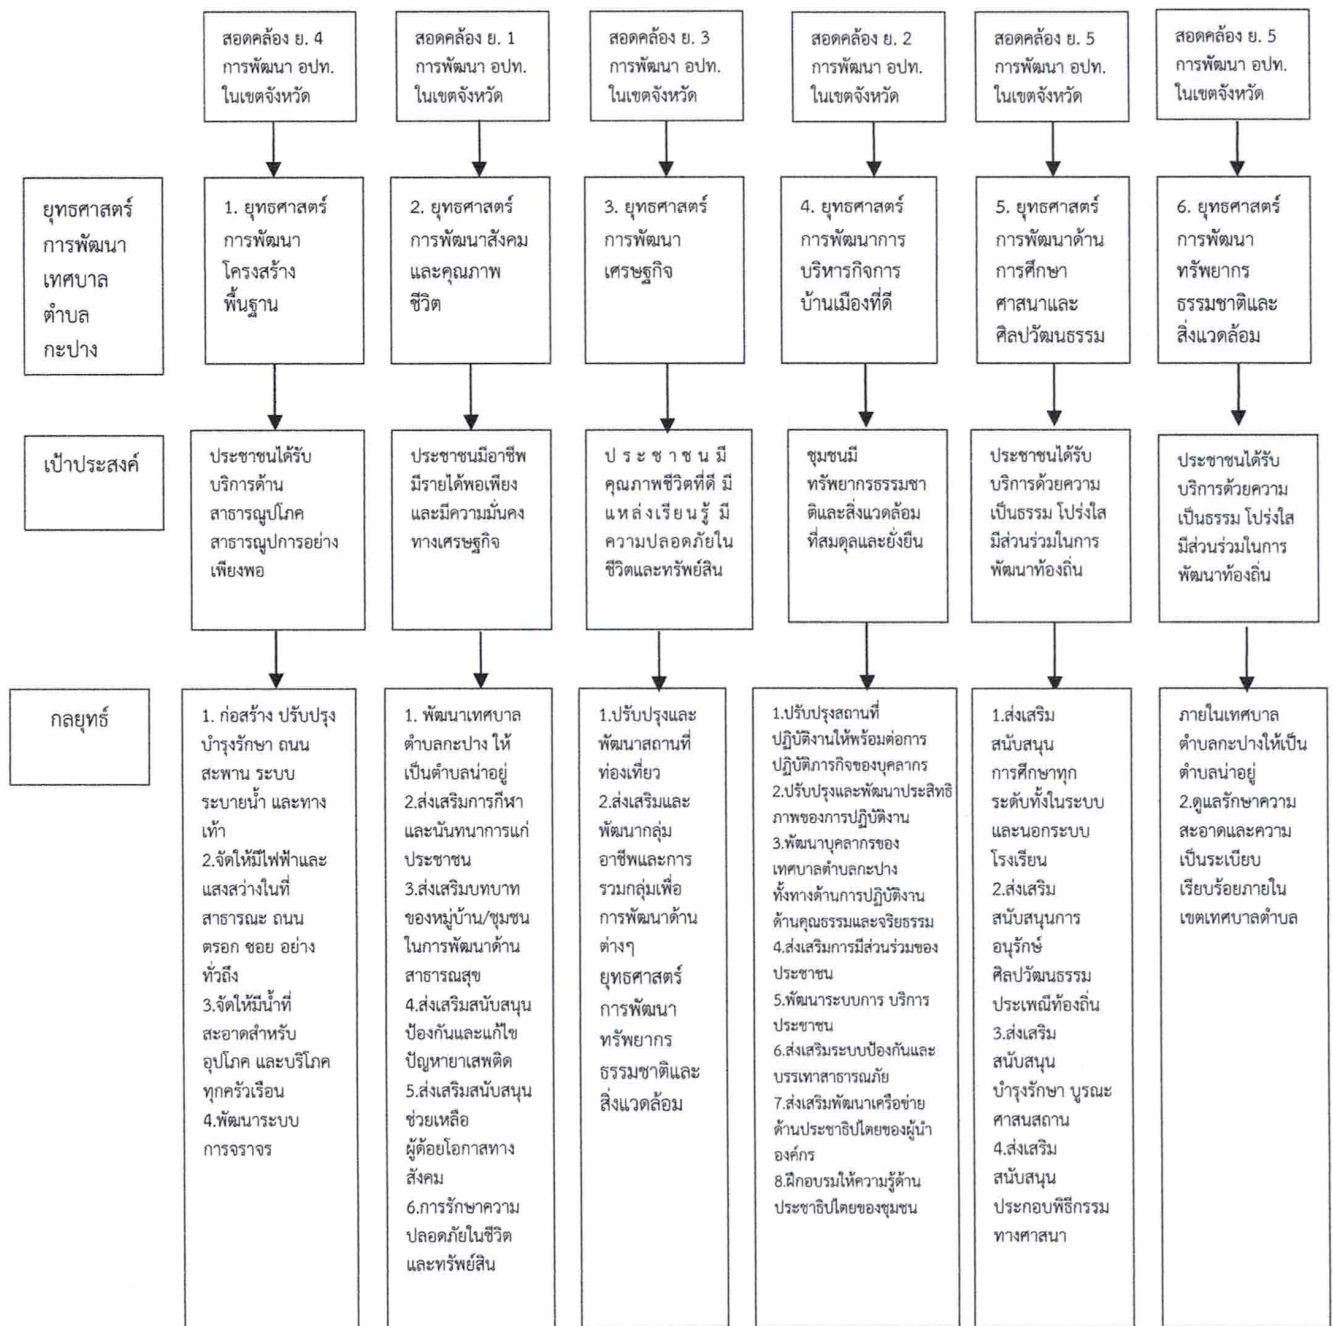 สอดคล้อง ย. 4
การพัฒนา อปท.
ในเขตจังหวัด
สอดคล้อง ย. 1
การพัฒนา อปท.
ในเขตจังหวัด
สอดคล้อง ย. 3
การพัฒนา อปท.
ในเขตจังหวัด
สอดคล้อง ย. 2
การพัฒนา อปท.
ในเขตจังหวัด
สอดคล้อง ย. 5
การพัฒนา อปท.
ในเขตจังหวัด
สอดคล้อง ย. 5
การพัฒนา อปท.
ในเขตจังหวัด
ยุทธศาสตร์
การพัฒนา
เทศบาล
ตำบล
กะปาง
1. ยุทธศาสตร์
การพัฒนา
โครงสร้าง
พื้นฐาน
2. ยุทธศาสตร์
การพัฒนาสังคม
และคุณภาพ
ชีวิต
3. ยุทธศาสตร์
การพัฒนา
เศรษฐกิจ
4. ยุทธศาสตร์
การพัฒนาการ
บริหารกิจการ
บ้านเมืองที่ดี
5. ยุทธศาสตร์
การพัฒนาด้าน
การศึกษา
ศาสนาและ
ศิลปวัฒนธรรม
6. ยุทธศาสตร์
การพัฒนา
ทรัพยากร
ธรรมชาติและ
สิ่งแวดล้อม
เป้าประสงค์
ประชาชนได้รับ
บริการด้าน
สาธารณูปโภค
สาธารณูปการอย่าง
เพียงพอ
ประชาชนมีอาชีพ
มีรายได้พอเพียง
และมีความมั่นคง
ทางเศรษฐกิจ
ประชาชนมี
คุณภาพชีวิตที่ดี มี
แหล่งเรียนรู้ มี
ความปลอดภัยใน
ชีวิตและทรัพย์สิน
ชุมชนมี
ทรัพยากรธรรมชา
ติและสิ่งแวดล้อม
ที่สมดุลและยั่งยืน
ประชาชนได้รับ
บริการด้วยความ
เป็นธรรม โปร่งใส
มีส่วนร่วมในการ
พัฒนาท้องถิ่น
ประชาชนได้รับ
บริการด้วยความ
เป็นธรรม โปร่งใส
มีส่วนร่วมในการ
พัฒนาท้องถิ่น
กลยุทธ์
1. ก่อสร้าง ปรับปรุง
บำรุงรักษา ถนน
สะพาน ระบบ
ระบายน้ำ และทาง
เท้า
2.จัดให้มีไฟฟ้าและ
แสงสว่างในที่
สาธารณะ ถนน
ตรอก ซอย อย่าง
ทั่วถึง
3.จัดให้มีน้ำที่
สะอาดสำหรับ
อุปโภค และบริโภค
ทุกครัวเรือน
4.พัฒนาระบบ
การจราจร
1. พัฒนาเทศบาล
ตำบลกะปาง ให้
เป็นตำบลน่าอยู่
2.ส่งเสริมการกีฬา
และนันทนาการแก่
ประชาชน
3.ส่งเสริมบทบาท
ของหมู่บ้าน/ชุมชน
ในการพัฒนาด้าน
สาธารณสุข
4.ส่งเสริมสนับสนุน
ป้องกันและแก้ไข
ปัญหายาเสพติด
5.ส่งเสริมสนับสนุน
ช่วยเหลือ
ผู้ด้อยโอกาสทาง
สังคม
6.การรักษาความ
ปลอดภัยในชีวิต
และทรัพย์สิน
1.ปรับปรุงและ
พัฒนาสถานที่
ท่องเที่ยว
2.ส่งเสริมและ
พัฒนากลุ่ม
อาชีพและการ
รวมกลุ่มเพื่อ
การพัฒนาด้าน
ต่างๆ
ยุทธศาสตร์
การพัฒนา
ทรัพยากร
ธรรมชาติและ
สิ่งแวดล้อม
1.ปรับปรุงสถานที่
ปฏิบัติงานให้พร้อมต่อการ
ปฏิบัติภารกิจของบุคลากร
2.ปรับปรุงและพัฒนาประสิทธิ
ภาพของการปฏิบัติงาน
3.พัฒนาบุคลากรของ
เทศบาลตำบลกะปาง
ทั้งทางด้านการปฏิบัติงาน
ด้านคุณธรรมและจริยธรรม
4.ส่งเสริมการมีส่วนร่วมของ
ประชาชน
5.พัฒนาระบบการ บริการ
ประชาชน
6.ส่งเสริมระบบป้องกันและ
บรรเทาสาธารณภัย
7.ส่งเสริมพัฒนาเครือข่าย
ด้านประชาธิปไตยของผู้นำ
องค์กร
8.ฝึกอบรมให้ความรู้ด้าน
ประชาธิปไตยของชุมชน
1.ส่งเสริม
สนับสนุน
การศึกษาทุก
ระดับทั้งในระบบ
และนอกระบบ
โรงเรียน
2.ส่งเสริม
สนับสนุนการ
อนุรักษ์
ศิลปวัฒนธรรม
ประเพณีท้องถิ่น
3.ส่งเสริม
สนับสนุน
บำรุงรักษา บูรณะ
ศาสนสถาน
4.ส่งเสริม
สนับสนุน
ประกอบพิธีกรรม
ทางศาสนา
ภายในเทศบาล
ตำบลกะปางให้เป็น
ตำบลน่าอยู่
2.ดูแลรักษาความ
สะอาดและความ
เป็นระเบียบ
เรียบร้อยภายใน
เขตเทศบาลตำบล